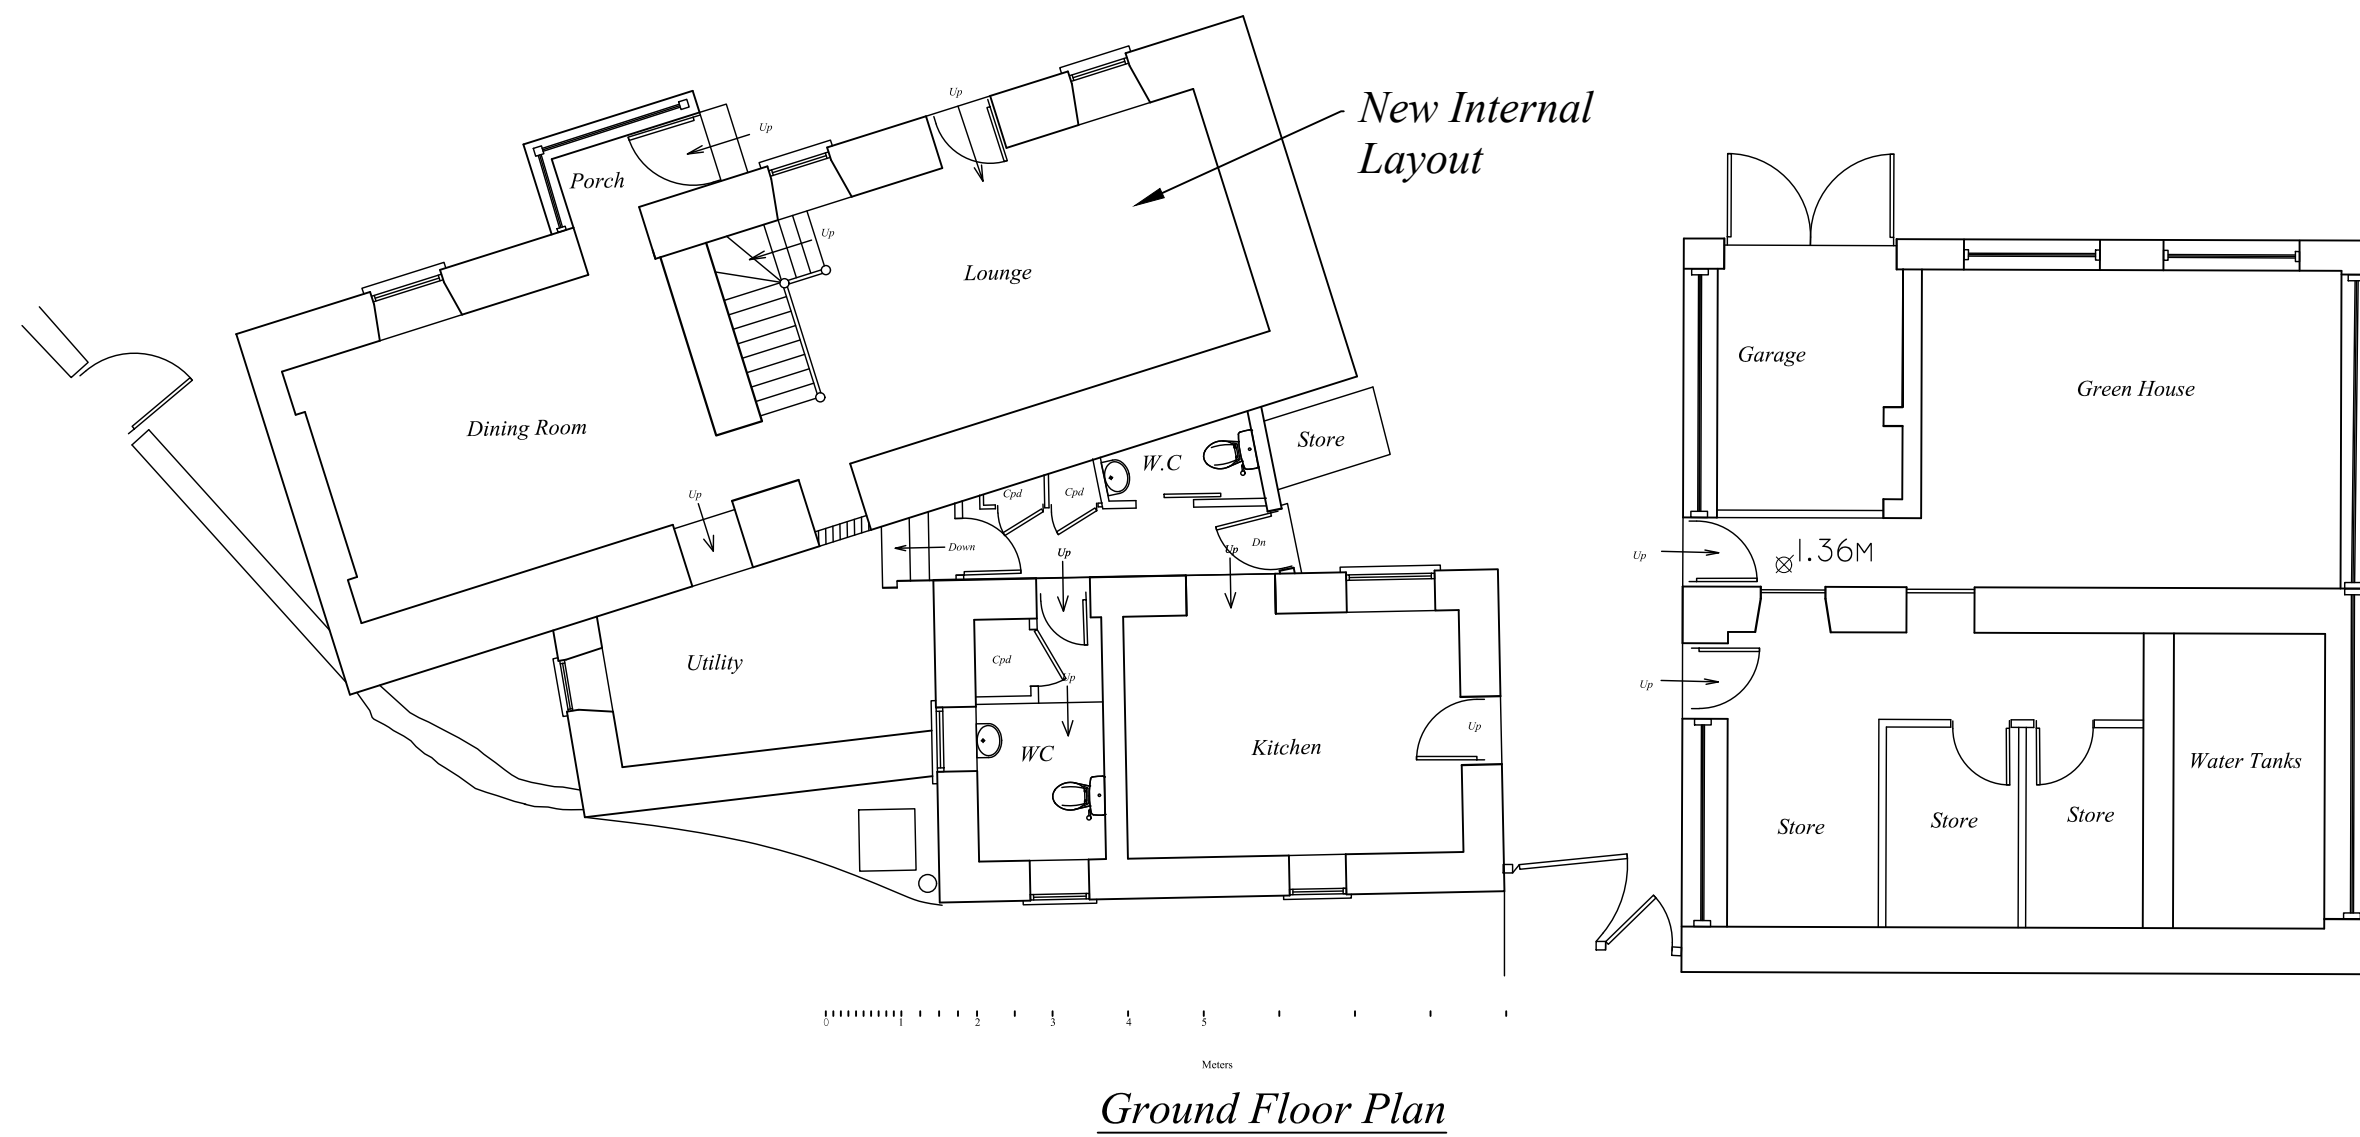 New Internal
Layout
Up
Up
Porch
Up
Lounge
Dining Room
Up
Garage
Green House
W.C
Store
Cpd
Cpd
Down
Up
Up
Dn
Up
1.36M
Utility
Cpd
Up
WC
Kitchen
Up
Up
Water Tanks
Store
Store
Store
0 1 2 3 4 5
Meters
Ground Floor Plan